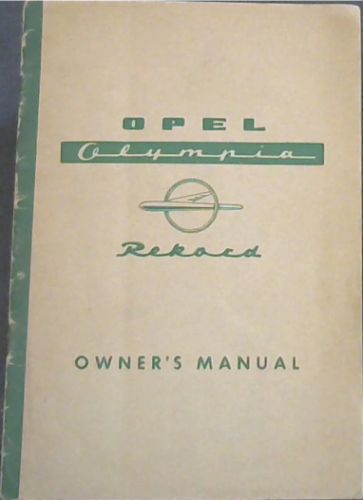 OPEL
Olympia
Rekord
OWNER'S MANUAL